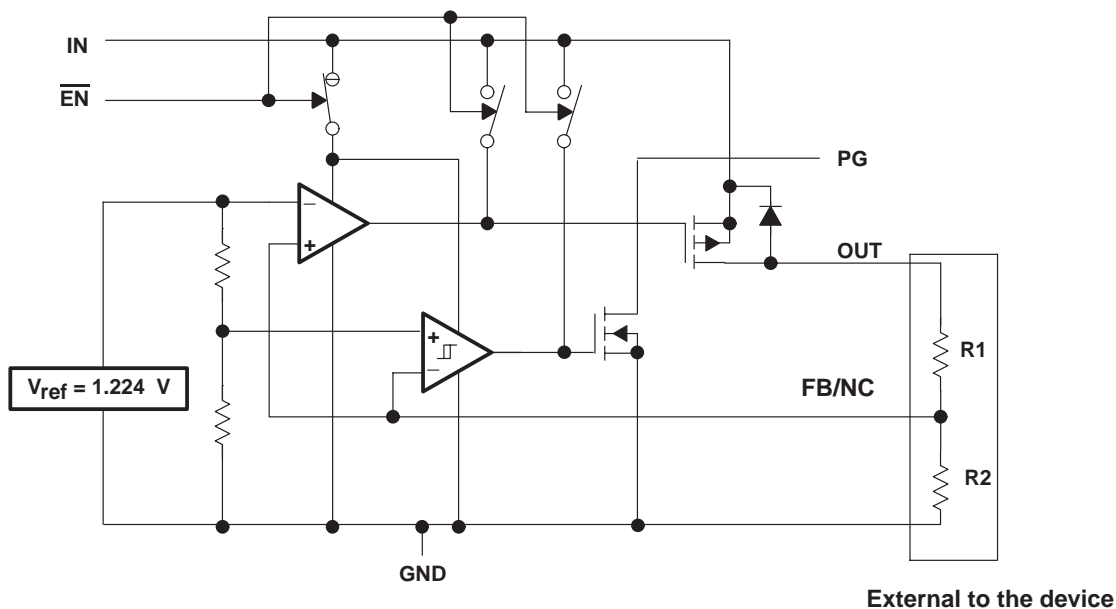 IN
EN
PG
OUT
R1
Vref = 1.224 V
FB/NC
R2
GND
External to the device